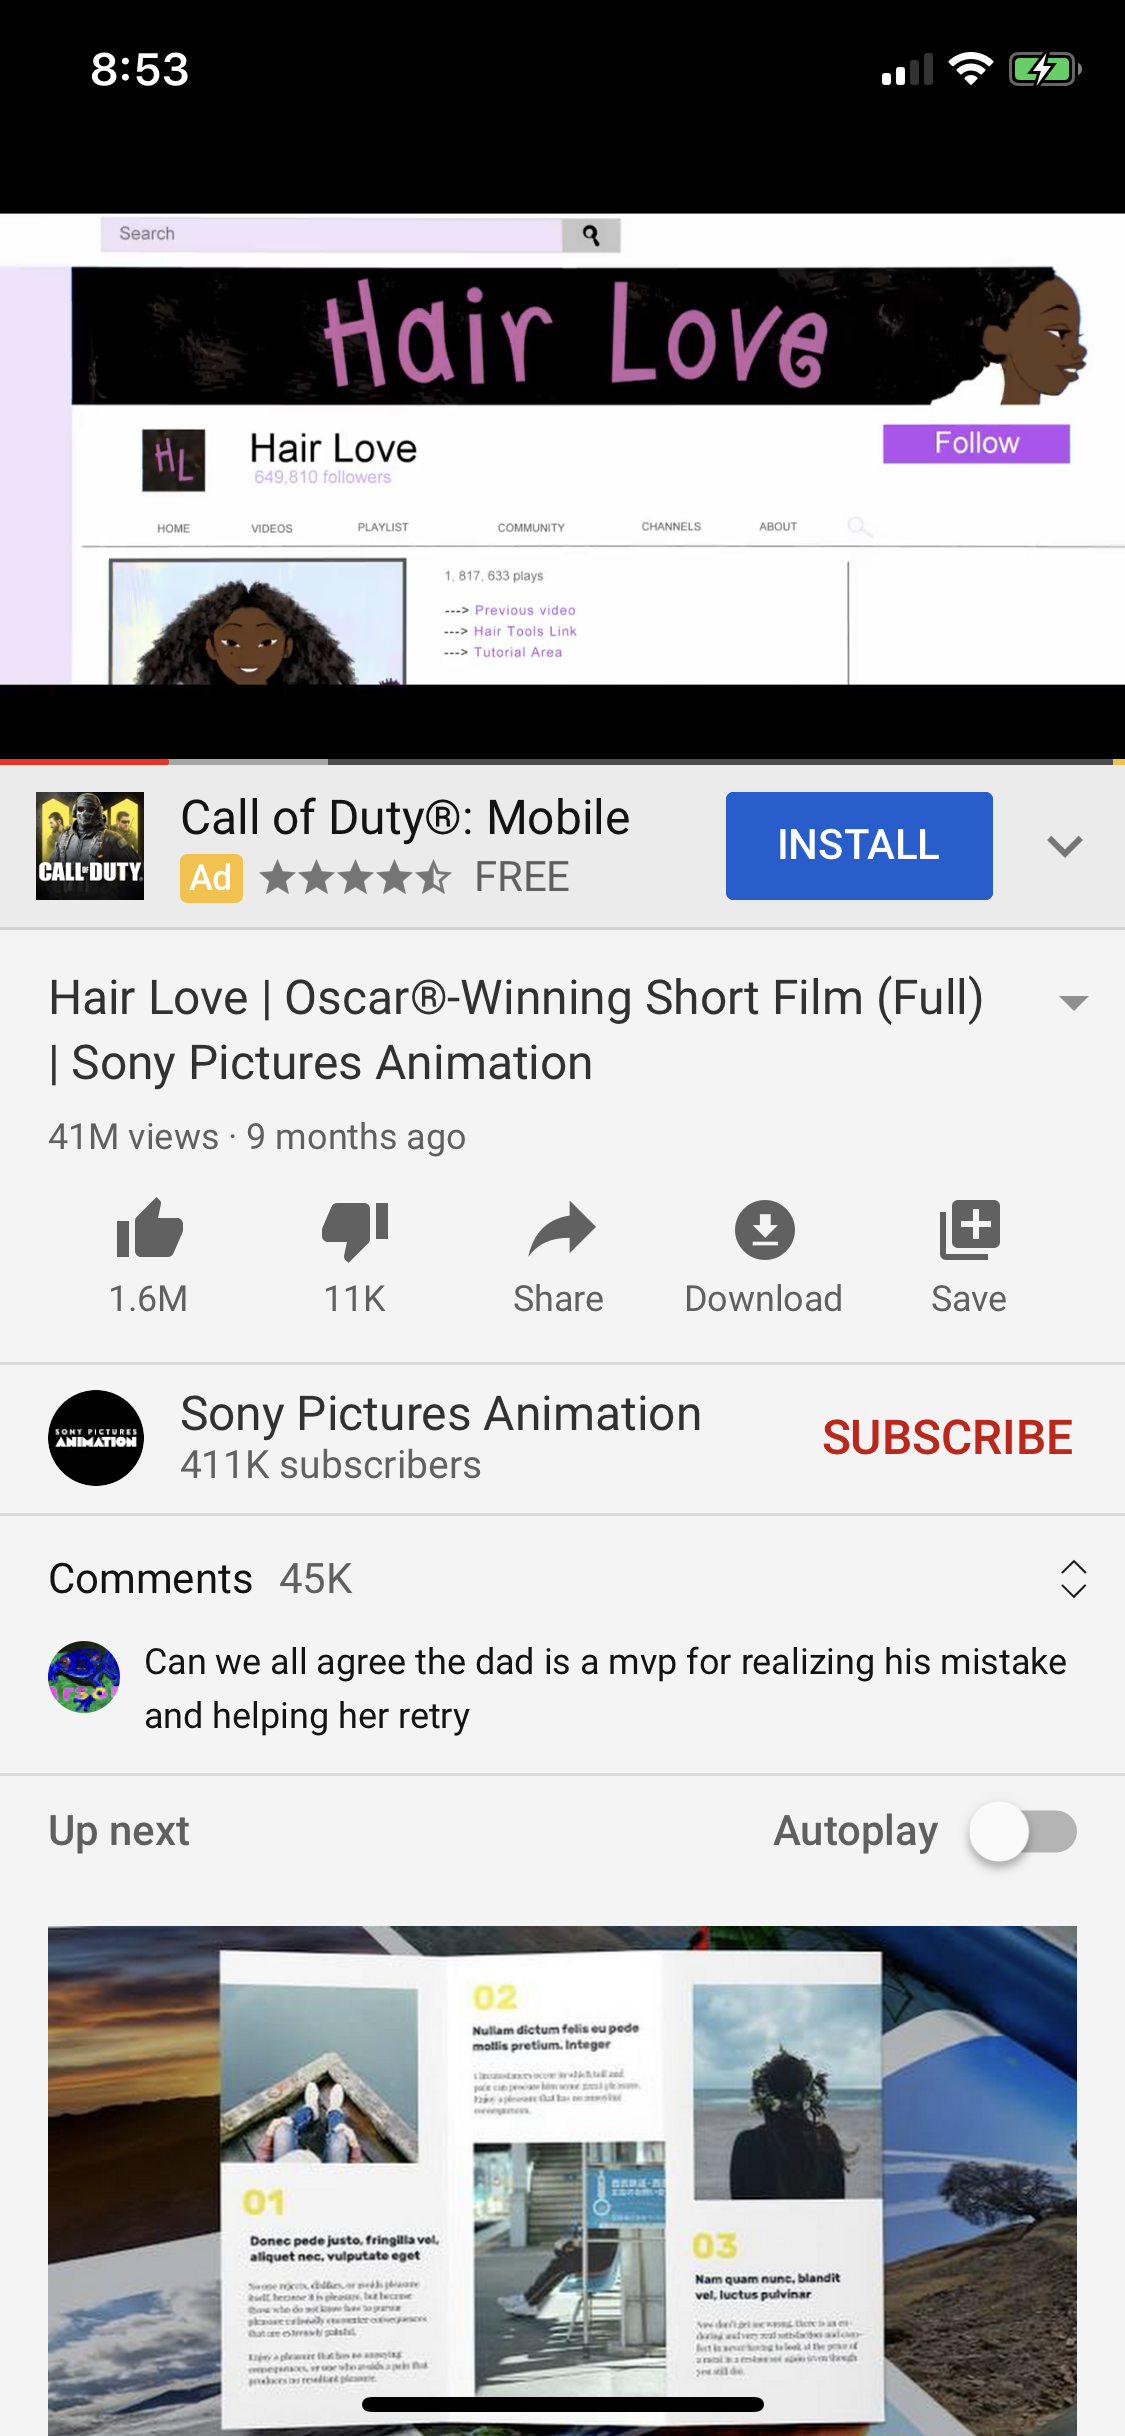 8:53
Search
Hair Love
HL
Hair Love
649,810 followers
Follow
HOME VIDEOS PLAYLIST COMMUNITY CHANNELS ABOUT
1, 817, 633 plays
---> Previous video
---> Hair Tools Link
---> Tutorial Area
CALL OF DUTY
Call of Duty®: Mobile
Ad FREE
INSTALL
Hair Love | Oscar®-Winning Short Film (Full)
| Sony Pictures Animation
41M views · 9 months ago
1.6M 11K Share Download Save
SONY PICTURES
ANIMATION
Sony Pictures Animation
411K subscribers
SUBSCRIBE
Comments 45K
Can we all agree the dad is a mvp for realizing his mistake
and helping her retry
Up next
Autoplay
01
Donec pede justo, fringilla vel,
aliquet nec, vulputate eget
02
Nullam dictum felis eu pede
mollis pretium. Integer
03
Nam quam nunc, blandit
vel, luctus pulvinar